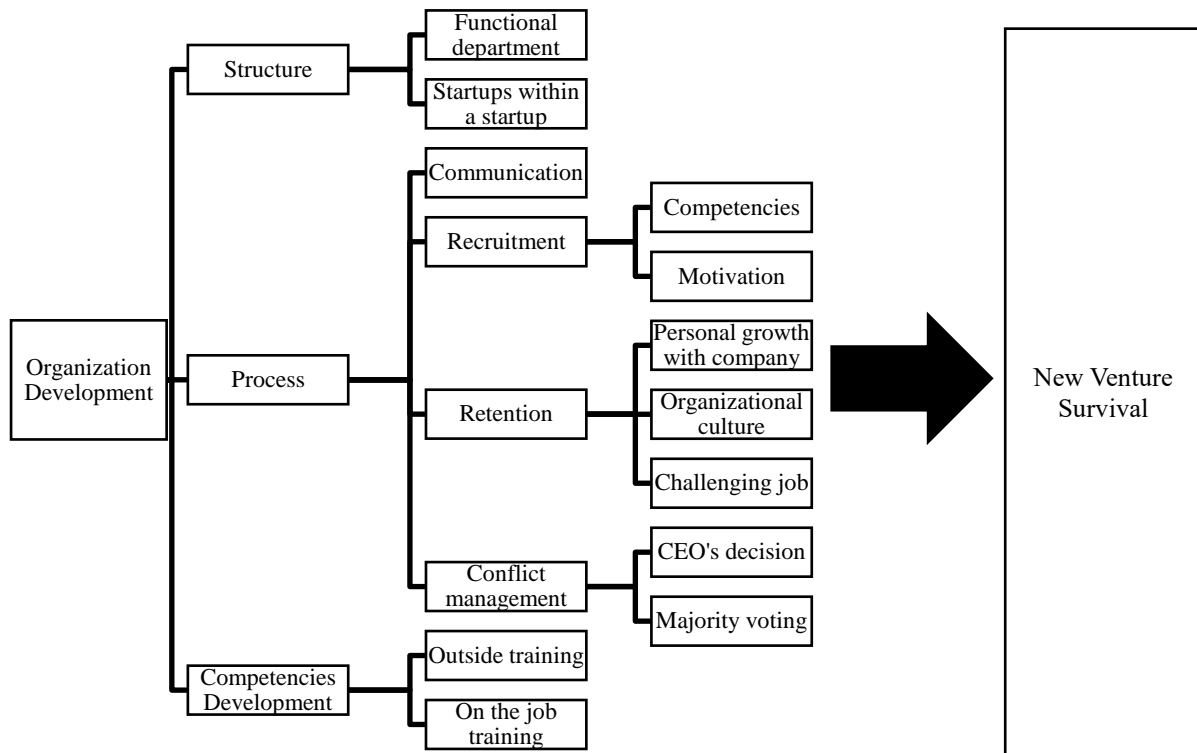 Functional
department
Structure
Startups within
a startup
Communication
Competencies
Recruitment
Motivation
Personal growth
with company
Organization
Development
Process
Retention
Organizational
culture
Challenging job
New Venture
Survival
CEO's decision
Conflict
management
Majority voting
Outside training
Competencies
Development
On the job
training